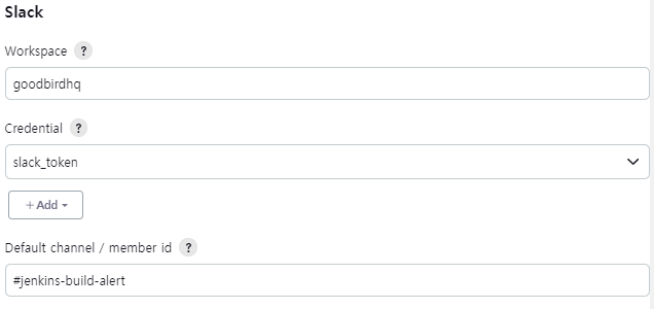 Slack
Workspace ?
goodbirdhq
Credential ?
slack_token
+Add
Default channel / member id ?
#jenkins-build-alert